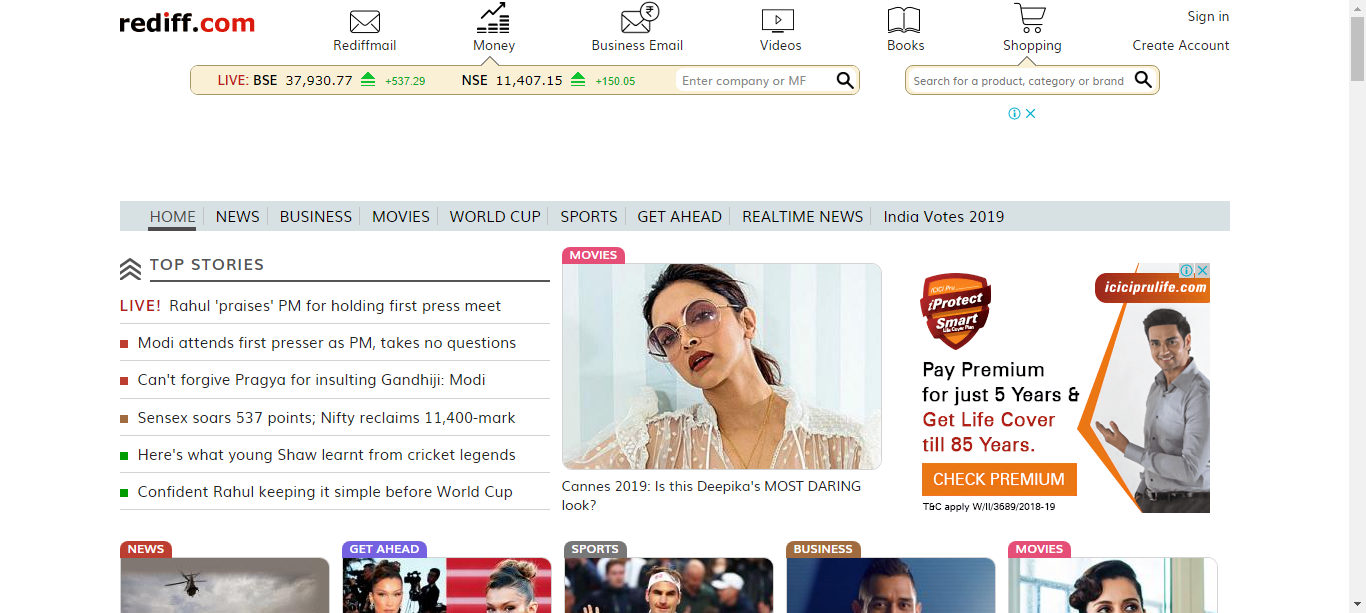 rediff.com
Rediffmail
Money
Business Email
Videos
Books
Shopping
Sign in
Create Account
LIVE: BSE 37,930.77 +537.29 NSE 11,407.15 +150.05 Enter company or MF
Search for a product, category or brand
HOME NEWS BUSINESS MOVIES WORLD CUP SPORTS GET AHEAD REALTIME NEWS India Votes 2019
TOP STORIES
LIVE! Rahul 'praises' PM for holding first press meet
Modi attends first presser as PM, takes no questions
Can't forgive Pragya for insulting Gandhiji: Modi
Sensex soars 537 points; Nifty reclaims 11,400-mark
Here's what young Shaw learnt from cricket legends
Confident Rahul keeping it simple before World Cup
MOVIES
Cannes 2019: Is this Deepika's MOST DARING
look?
ICICI Pru
iProtect
Smart
Life Cover Plan
iciciprulife.com
Pay Premium
for just 5 Years &
Get Life Cover
till 85 Years.
CHECK PREMIUM
T&C apply W/II/3689/2018-19
NEWS
GET AHEAD
SPORTS
BUSINESS
MOVIES